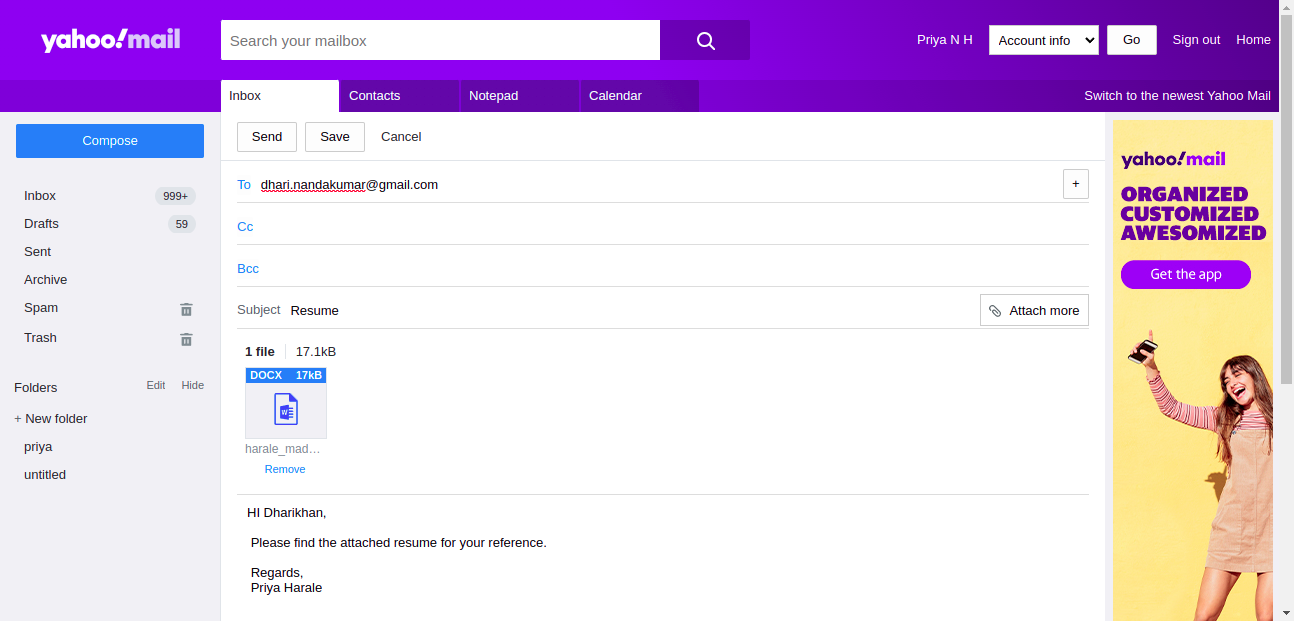 yahoo!mail
Search your mailbox
Priya N H
Account info
Go
Sign out
Home
Inbox
Contacts
Notepad
Calendar
Switch to the newest Yahoo Mail
Compose
Inbox 999+
Drafts 59
Sent
Archive
Spam
Trash
Folders Edit Hide
+ New folder
priya
untitled
Send Save Cancel
To dhari.nandakumar@gmail.com +
Cc
Bcc
Subject Resume Attach more
1 file 17.1kB
DOCX 17kB
W
harale_mad...
Remove
HI Dharikhan,
Please find the attached resume for your reference.
Regards,
Priya Harale
yahoo!mail
ORGANIZED
CUSTOMIZED
AWESOMIZED
Get the app